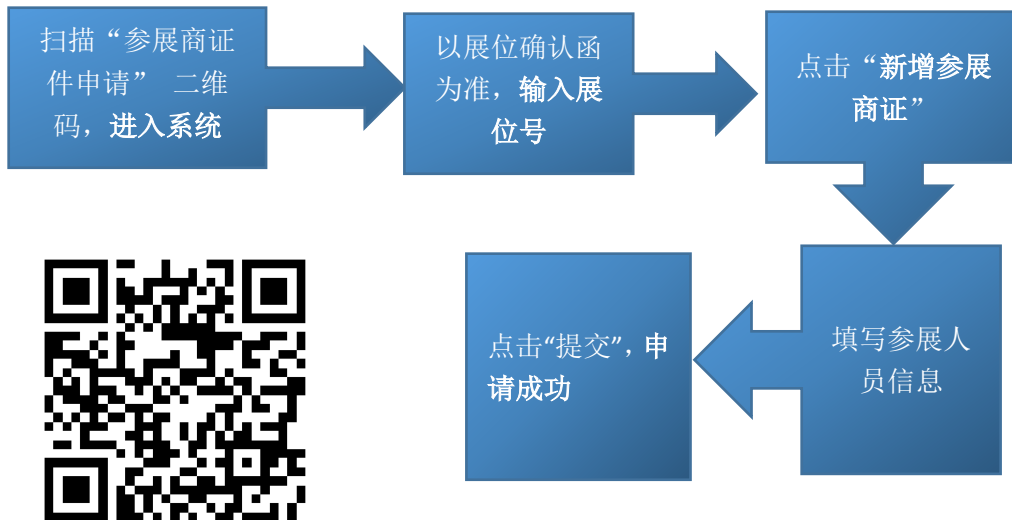 扫描“参展商证
件申请” 二维
码，进入系统
以展位确认函
为准，输入展
位号
点击“新增参展
商证”
填写参展人
员信息
点击“提交”，申
请成功